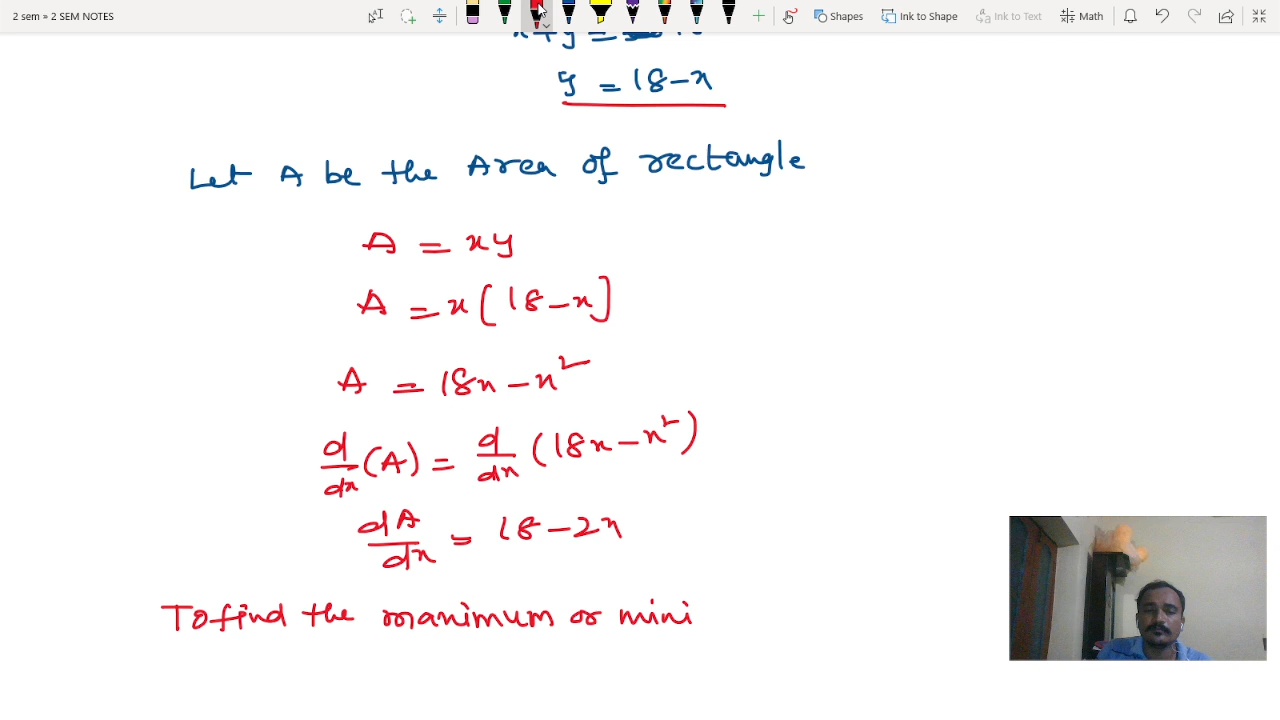 2 sem » 2 SEM NOTES
Shapes Ink to Shape Ink to Text Math
y = 18-x
Let A be the Area of rectangle
A = xy
A = x[18-x]
A = 18x-x²
d/dx (A) = d/dx (18x-x²)
dA/dx = 18-2x
To find the maximum or mini